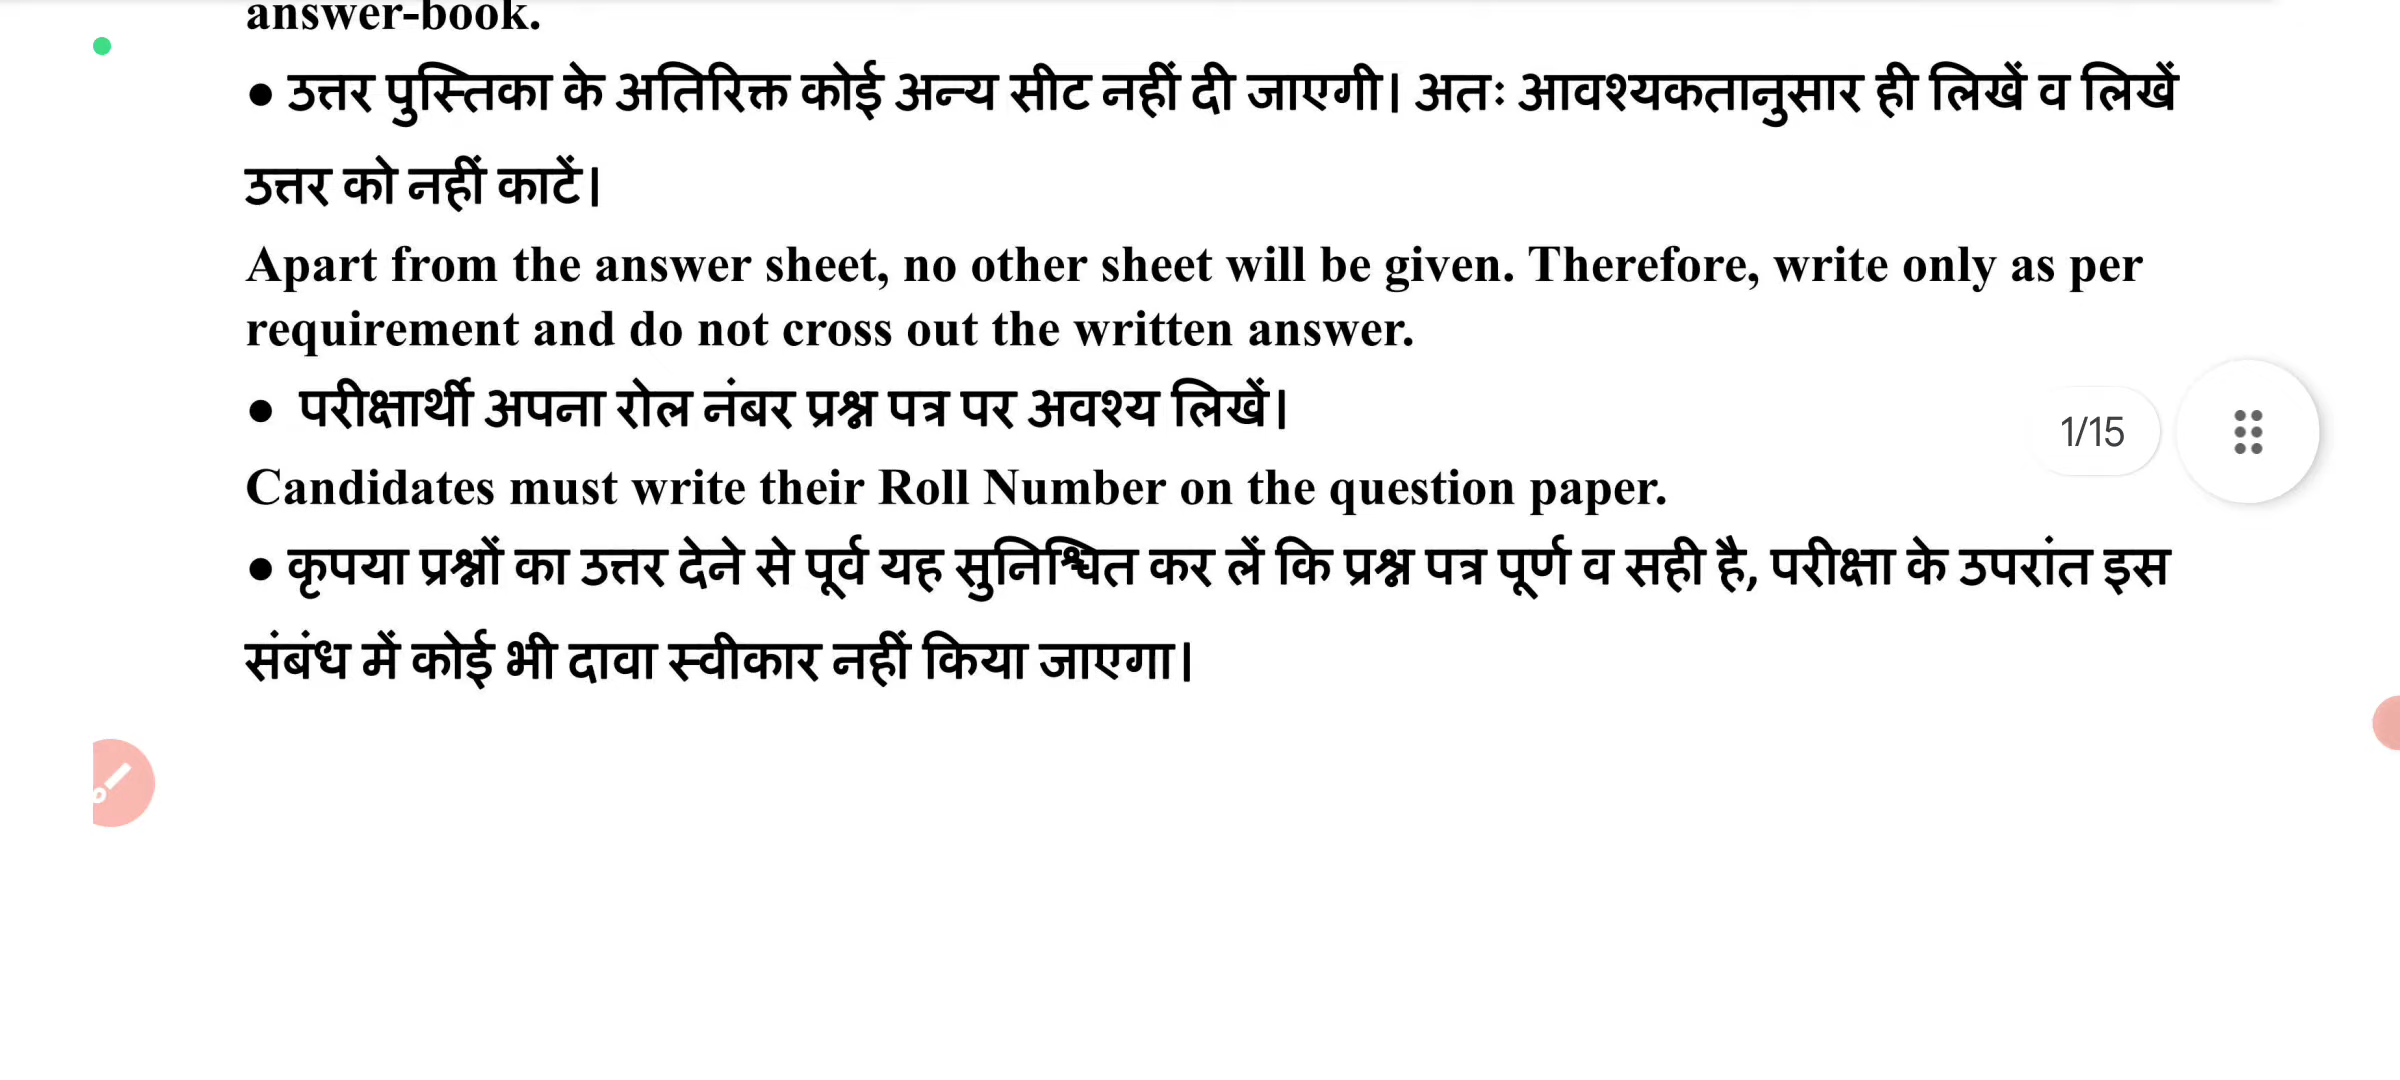 answer-book.
● उत्तर पुस्तिका के अतिरिक्त कोई अन्य सीट नहीं दी जाएगी। अतः आवश्यकतानुसार ही लिखें व लिखें
उत्तर को नहीं काटें।
Apart from the answer sheet, no other sheet will be given. Therefore, write only as per
requirement and do not cross out the written answer.
● परीक्षार्थी अपना रोल नंबर प्रश्न पत्र पर अवश्य लिखें।
1/15
Candidates must write their Roll Number on the question paper.
● कृपया प्रश्नों का उत्तर देने से पूर्व यह सुनिश्चित कर लें कि प्रश्न पत्र पूर्ण व सही है, परीक्षा के उपरांत इस
संबंध में कोई भी दावा स्वीकार नहीं किया जाएगा।